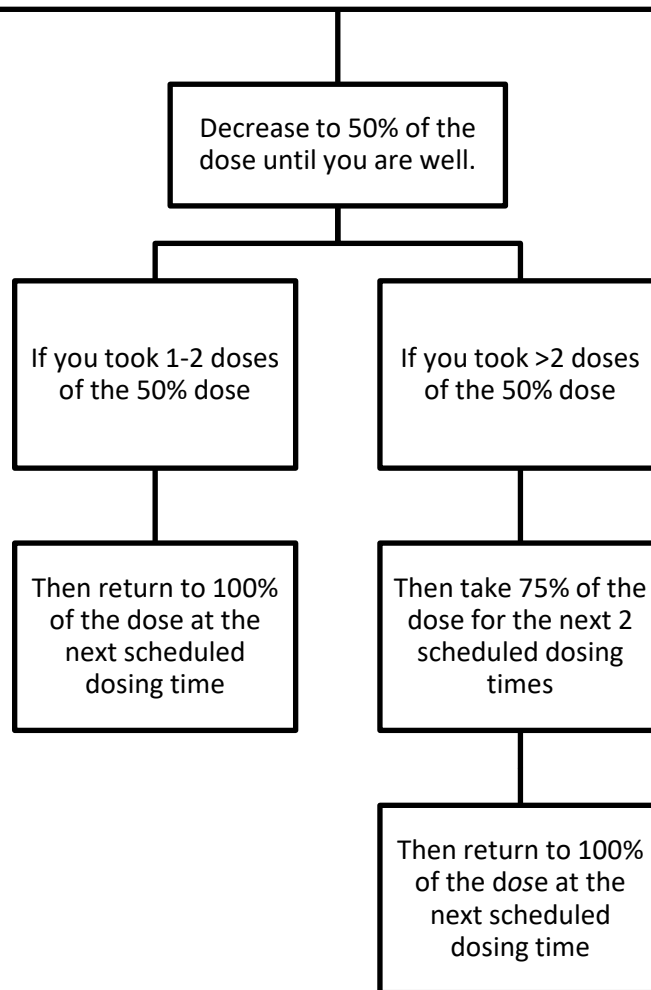 Decrease to 50% of the
dose until you are well.
If you took 1-2 doses
of the 50% dose
If you took >2 doses
of the 50% dose
Then return to 100%
of the dose at the
next scheduled
dosing time
Then take 75% of the
dose for the next 2
scheduled dosing
times
Then return to 100%
of the dose at the
next scheduled
dosing time